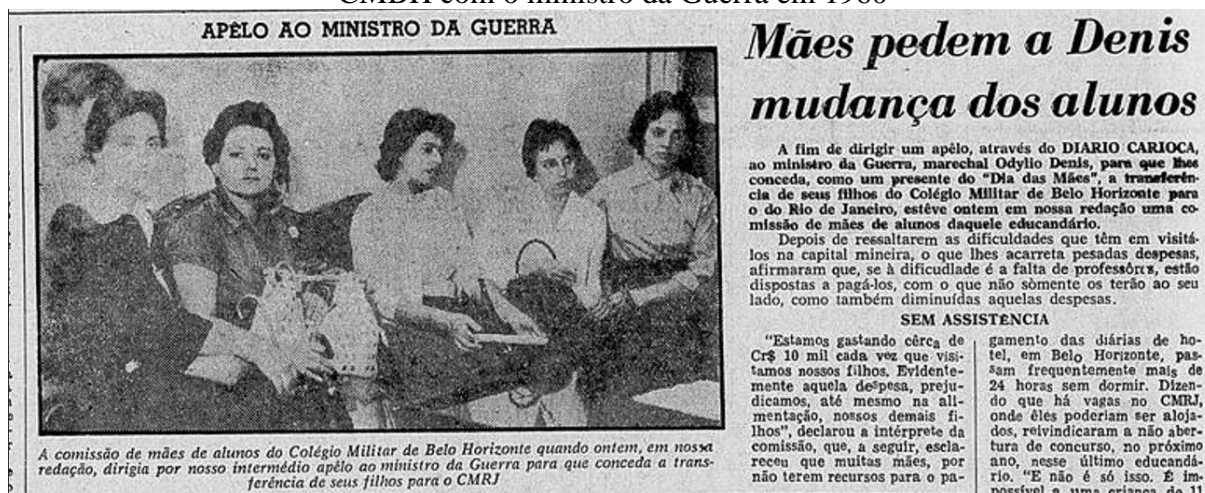 CMBH com o ministro da Guerra em 1960
APÊLO AO MINISTRO DA GUERRA
A comissão de mães de alunos do Colégio Militar de Belo Horizonte quando ontem, em nossa
redação, dirigia por nosso intermédio apêlo ao ministro da Guerra para que conceda a trans-
ferência de seus filhos para o CMRJ
Mães pedem a Denis
mudança dos alunos
A fim de dirigir um apêlo, através do DIARIO CARIOCA,
ao ministro da Guerra, marechal Odylio Denis, para que lhes
conceda, como um presente do "Dia das Mães", a transferên-
cia de seus filhos do Colégio Militar de Belo Horizonte para
o do Rio de Janeiro, estêve ontem em nossa redação uma co-
missão de mães de alunos daquele educandário.
Depois de ressaltarem as dificuldades que têm em visitá-
los na capital mineira, o que lhes acarreta pesadas despesas,
afirmaram que, se à dificudlade é a falta de professôres, estão
dispostas a pagá-los, com o que não sòmente os terão ao seu
lado, como também diminuídas aquelas despesas.
SEM ASSISTÊNCIA
"Estamos gastando cêrca de
Cr$ 10 mil cada vez que visi-
tamos nossos filhos. Evidente-
mente aquela despesa, preju-
dicamos, até mesmo na ali-
mentação, nossos demais fi-
lhos", declarou a intérprete da
comissão, que, a seguir, escla-
receu que muitas mães, por
não terem recursos para o pa-
gamento das diárias de ho-
tel, em Belo Horizonte, pas-
sam frequentemente mais de
24 horas sem dormir. Dizen-
do que há vagas no CMRJ,
onde êles poderiam ser aloja-
dos, reivindicaram a não aber-
tura de concurso, no próximo
ano, nesse último educandá-
rio. "E não é só isso. É im-
possível a uma criança de 11